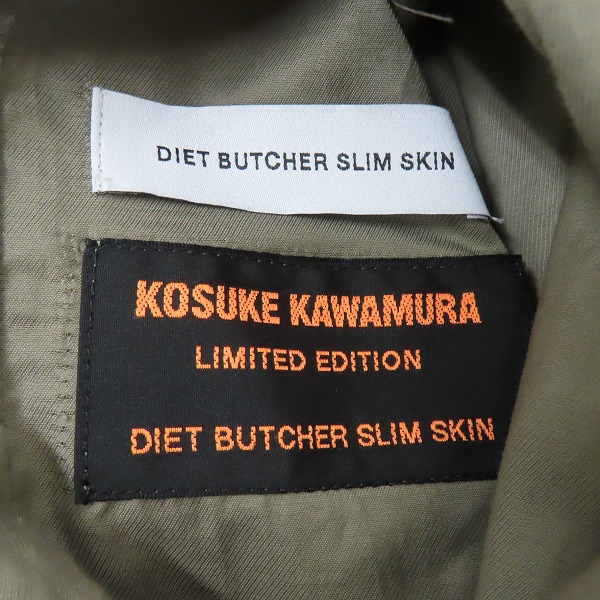 DIET BUTCHER SLIM SKIN
KOSUKE KAWAMURA
LIMITED EDITION
DIET BUTCHER SLIM SKIN